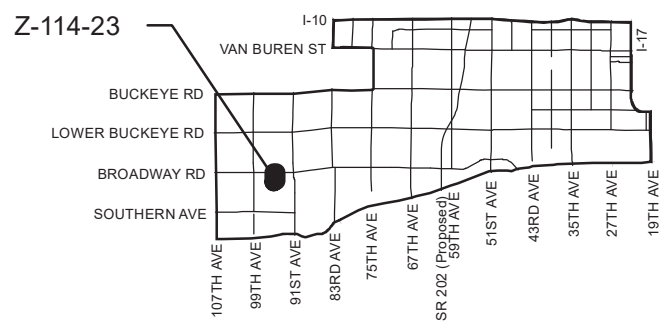 Z-114-23
I-10
VAN BUREN ST
I-17
BUCKEYE RD
LOWER BUCKEYE RD
BROADWAY RD
SOUTHERN AVE
107TH AVE
99TH AVE
91ST AVE
83RD AVE
75TH AVE
67TH AVE
SR 202 (Proposed)
59TH AVE
51ST AVE
43RD AVE
35TH AVE
27TH AVE
19TH AVE